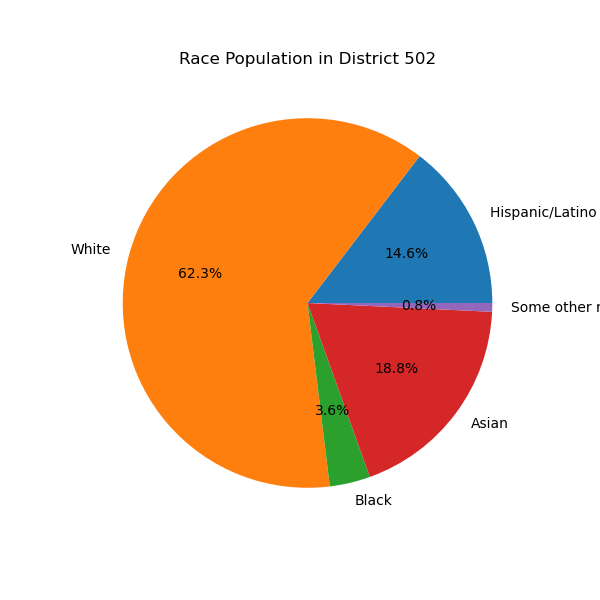 Race Population in District 502
Hispanic/Latino
14.6%
White
62.3%
0.8%
Some other
18.8%
3.6%
Asian
Black